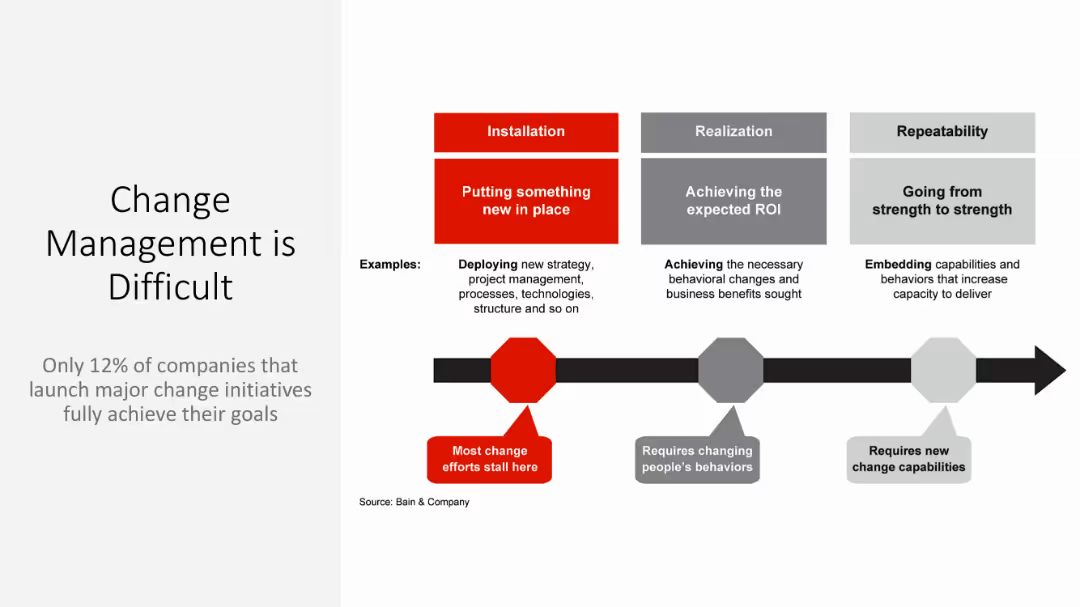 Change
Management is
Difficult
Only 12% of companies that
launch major change initiatives
fully achieve their goals
Installation
Realization
Repeatability
Putting something
new in place
Achieving the
expected ROI
Going from
strength to strength
Examples:
Deploying new strategy,
project management,
processes, technologies,
structure and so on
Achieving the necessary
behavioral changes and
business benefits sought
Embedding capabilities and
behaviors that increase
capacity to deliver
Most change
efforts stall here
Requires changing
people's behaviors
Requires new
change capabilities
Source: Bain & Company